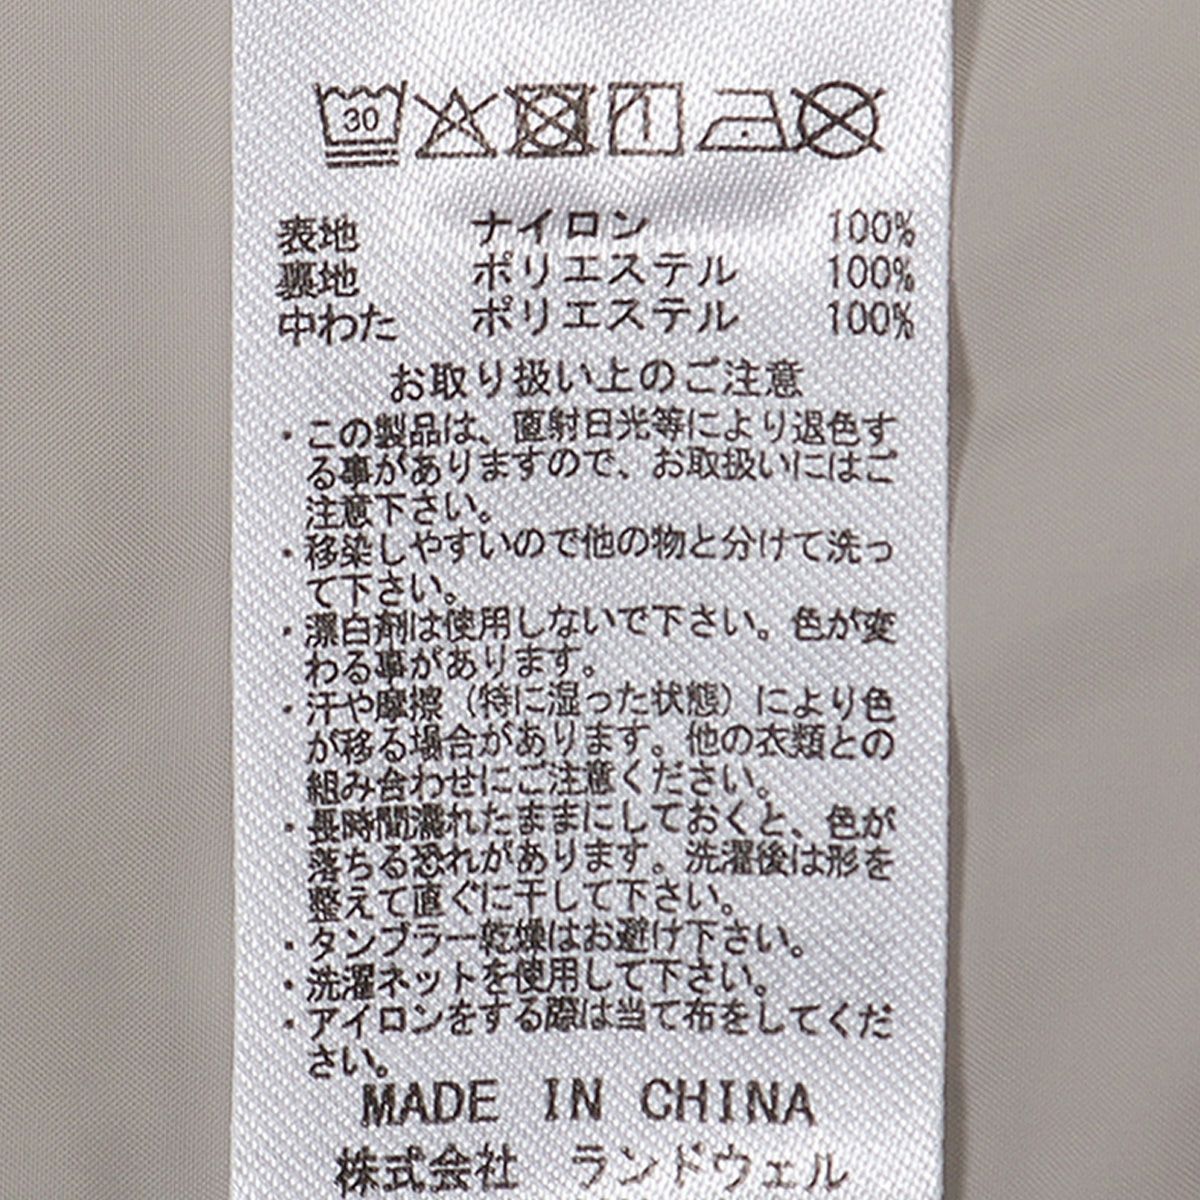 30
表地 ナイロン 100%
裏地 ポリエステル 100%
中わた ポリエステル 100%
お取り扱い上のご注意
・この製品は、直射日光等により退色す
る事がありますので、お取扱いにはご
注意下さい。
・移染しやすいので他の物と分けて洗っ
て下さい。
・漂白剤は使用しないで下さい。色が変
わる事があります。
・汗や摩擦（特に湿った状態）により色
が移る場合があります。他の衣類との
組み合わせにご注意ください。
・長時間濡れたままにしておくと、色が
落ちる恐れがあります。洗濯後は形を
整えて直ぐに干して下さい。
・タンブラー乾燥はお避け下さい。
・洗濯ネットを使用して下さい。
・アイロンをする際は当て布をしてくだ
さい。
MADE IN CHINA
株式会社 ランドウェル